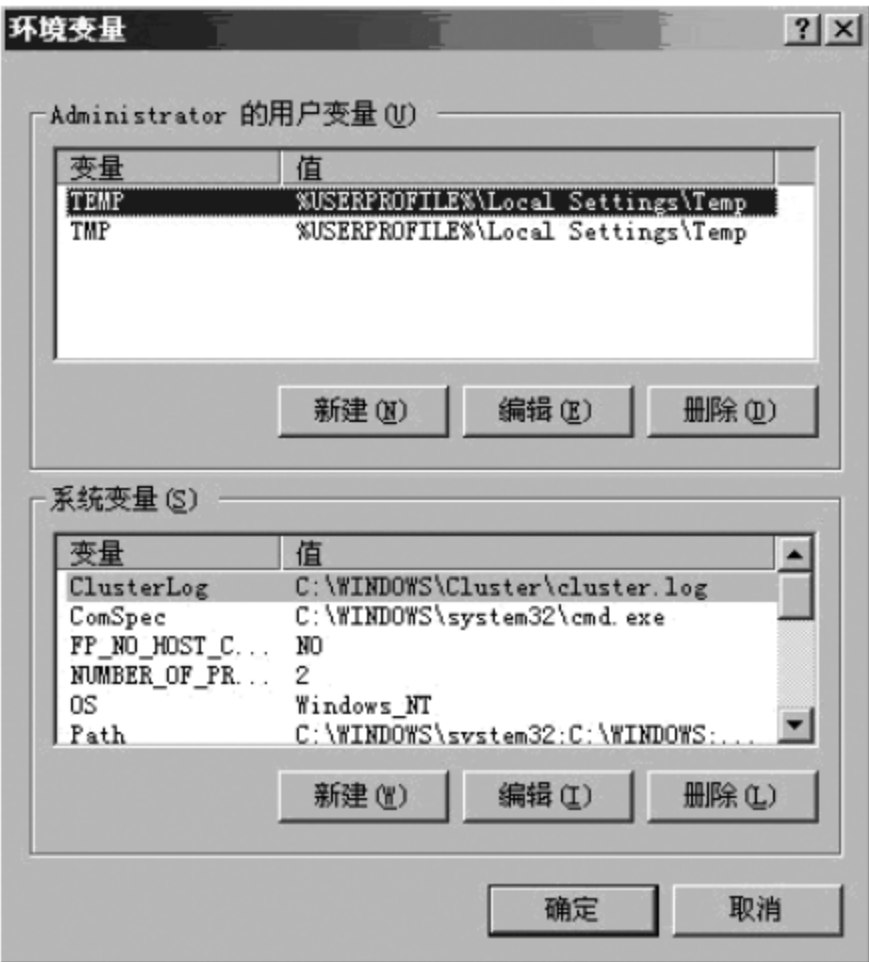 环境变量
Administrator 的用户变量(U)
变量 值
TEMP %USERPROFILE%\Local Settings\Temp
TMP %USERPROFILE%\Local Settings\Temp
新建(N) 编辑(E) 删除(D)
系统变量(S)
变量 值
ClusterLog C:\WINDOWS\Cluster\cluster.log
ComSpec C:\WINDOWS\system32\cmd.exe
FP_NO_HOST_C... NO
NUMBER_OF_PR... 2
OS Windows_NT
Path C:\WINDOWS\system32;C:\WINDOWS;...
新建(W) 编辑(I) 删除(L)
确定 取消